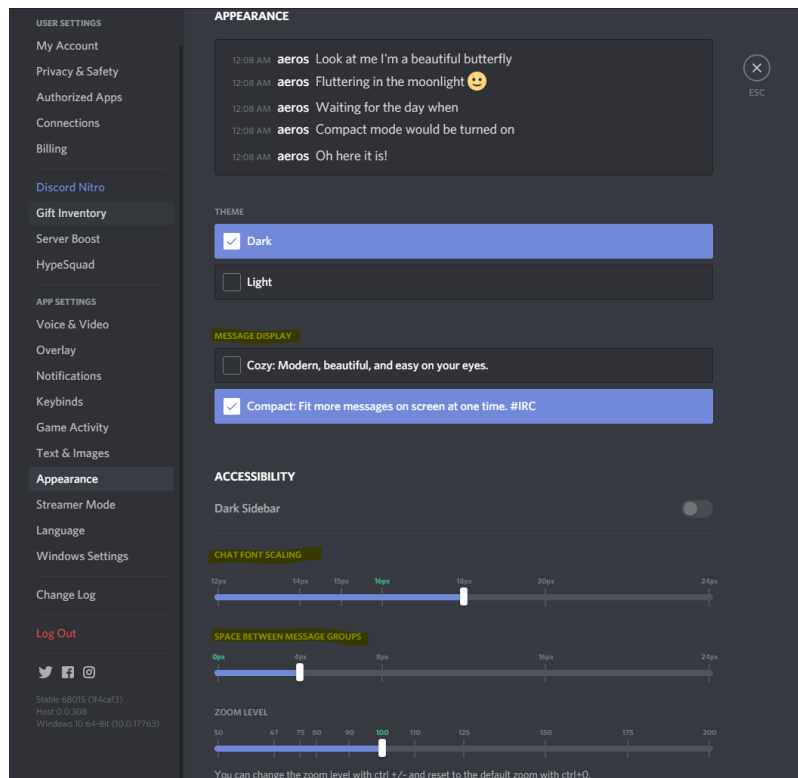 USER SETTINGS
My Account
Privacy & Safety
Authorized Apps
Connections
Billing
Discord Nitro
Gift Inventory
Server Boost
HypeSquad
APP SETTINGS
Voice & Video
Overlay
Notifications
Keybinds
Game Activity
Text & Images
Appearance
Streamer Mode
Language
Windows Settings
Change Log
Log Out
Stable 68015 (1f4ca13)
Host 0.0.308
Windows 10 64-Bit (10.0.17763)
APPEARANCE
12:08 AM aeros Look at me I'm a beautiful butterfly
12:08 AM aeros Fluttering in the moonlight 🙂
12:08 AM aeros Waiting for the day when
12:08 AM aeros Compact mode would be turned on
12:08 AM aeros Oh here it is!
ESC
THEME
Dark
Light
MESSAGE DISPLAY
Cozy: Modern, beautiful, and easy on your eyes.
Compact: Fit more messages on screen at one time. #IRC
ACCESSIBILITY
Dark Sidebar
CHAT FONT SCALING
12px 14px 15px 16px 18px 20px 24px
SPACE BETWEEN MESSAGE GROUPS
0px 4px 8px 16px 24px
ZOOM LEVEL
50 67 75 80 90 100 110 125 150 175 200
You can change the zoom level with ctrl +/- and reset to the default zoom with ctrl+0.